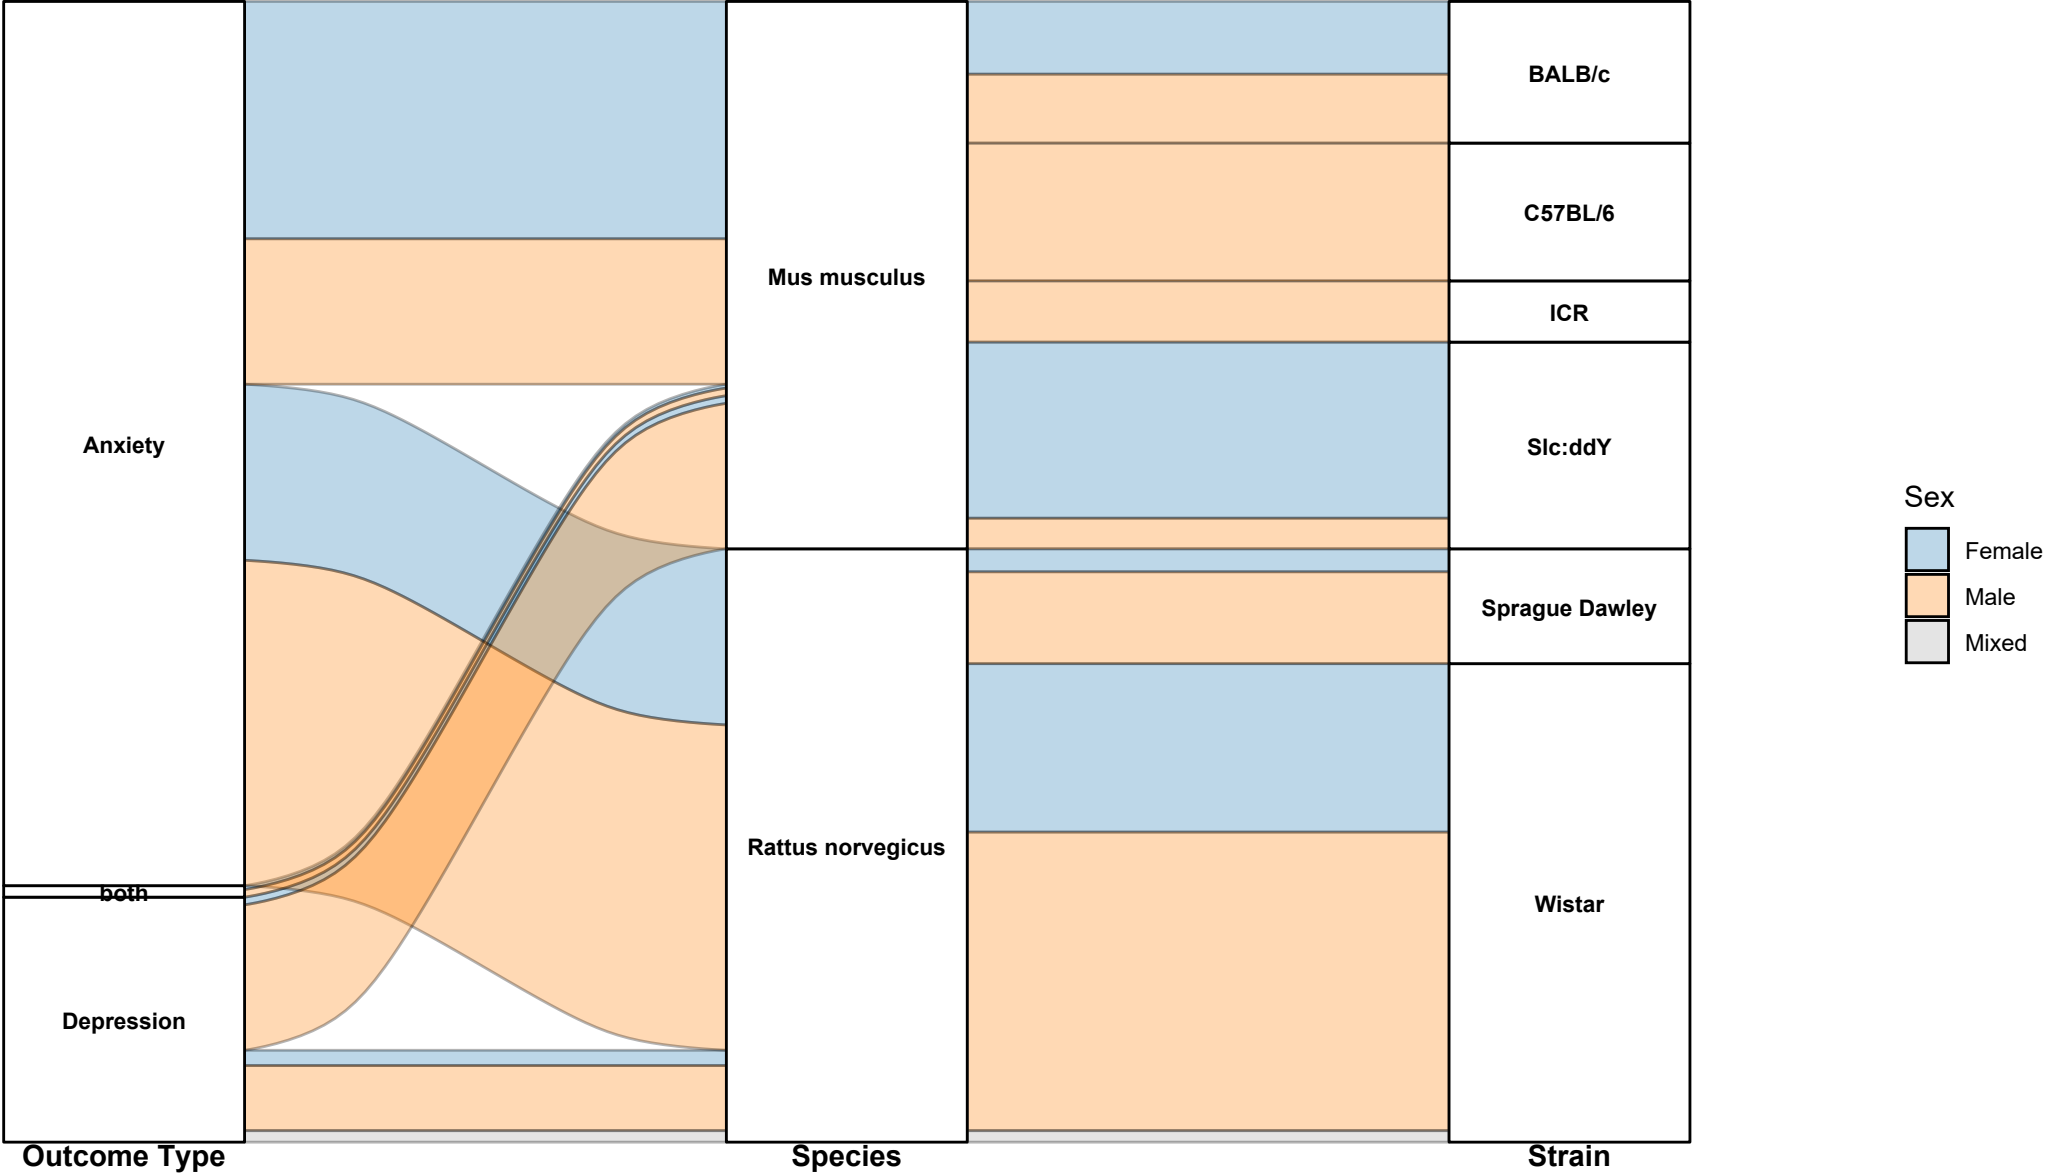 BALB/c
C57BL/6
Mus musculus
ICR
Anxiety
Slc:ddY
Sex
Female
Male
Mixed
Sprague Dawley
Rattus norvegicus
both
Wistar
Depression
Outcome Type
Species
Strain